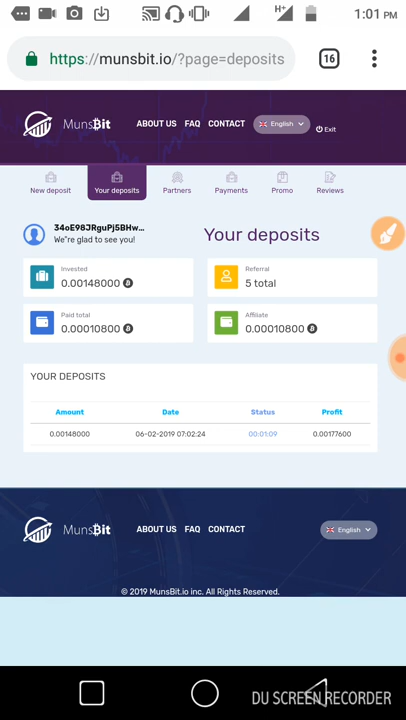 H+ 1:01 PM
https://munsbit.io/?page=deposits 16
MunsBit ABOUT US FAQ CONTACT English Exit
New deposit Your deposits Partners Payments Promo Reviews
34oE98JRguPj5BHw...
We"re glad to see you!
Your deposits
Invested
0.00148000
Referral
5 total
Paid total
0.00010800
Affiliate
0.00010800
YOUR DEPOSITS
Amount Date Status Profit
0.00148000 06-02-2019 07:02:24 00:01:09 0.00177600
MunsBit ABOUT US FAQ CONTACT English
© 2019 MunsBit.io inc. All Rights Reserved.
DU SCREEN RECORDER